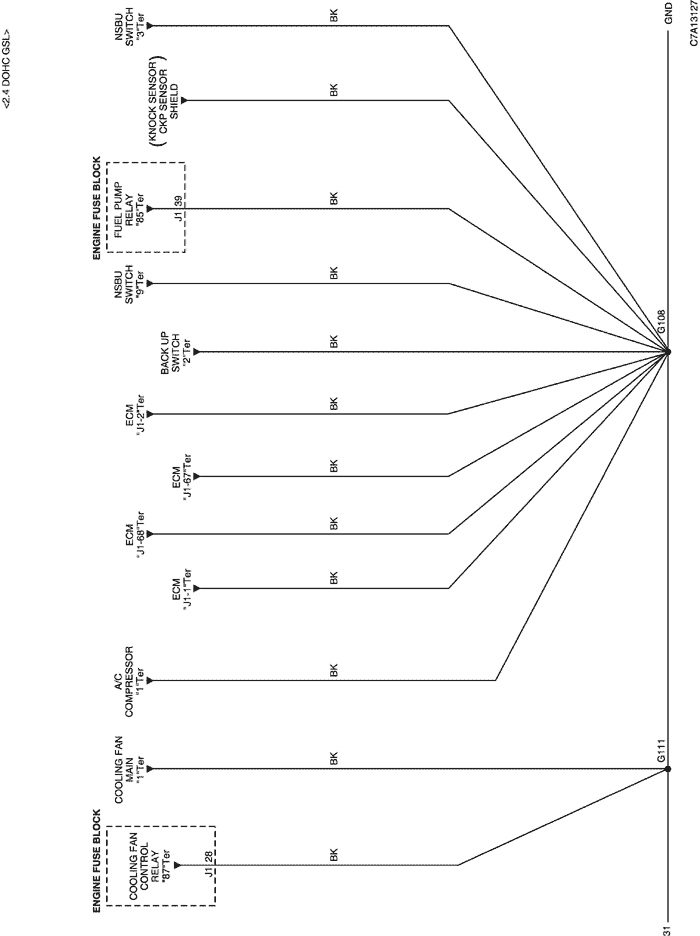 <2.4 DOHC GSL>
ENGINE FUSE BLOCK
COOLING FAN
CONTROL
RELAY
"87"Ter
J1 28
BK
COOLING FAN
MAIN
"1"Ter
BK
A/C
COMPRESSOR
"1"Ter
BK
ECM
"J1-1"Ter
BK
ECM
"J1-68"Ter
BK
ECM
"J1-67"Ter
BK
ECM
"J1-2"Ter
BK
BACK UP
SWITCH
"2"Ter
BK
NSBU
SWITCH
"9"Ter
BK
ENGINE FUSE BLOCK
FUEL PUMP
RELAY
"85"Ter
J1 39
BK
(KNOCK SENSOR)
CKP SENSOR
SHIELD
BK
NSBU
SWITCH
"3"Ter
BK
31
G111
G108
GND
C7A13127